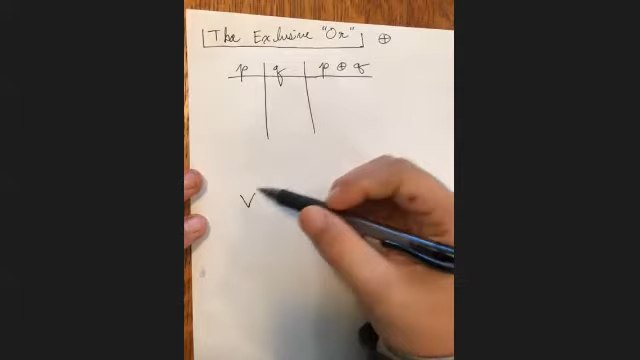 The Exclusive "Or" ⊕
p q p ⊕ q
V